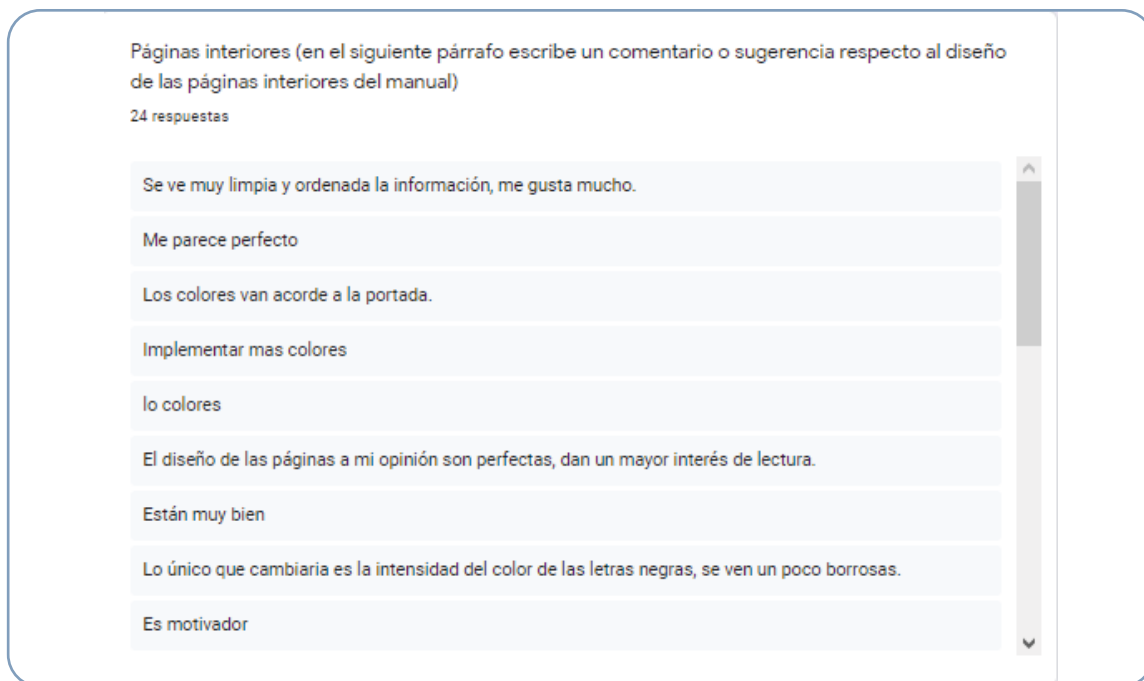 Páginas interiores (en el siguiente párrafo escribe un comentario o sugerencia respecto al diseño
de las páginas interiores del manual)
24 respuestas
Se ve muy limpia y ordenada la información, me gusta mucho.
Me parece perfecto
Los colores van acorde a la portada.
Implementar mas colores
lo colores
El diseño de las páginas a mi opinión son perfectas, dan un mayor interés de lectura.
Están muy bien
Lo único que cambiaria es la intensidad del color de las letras negras, se ven un poco borrosas.
Es motivador